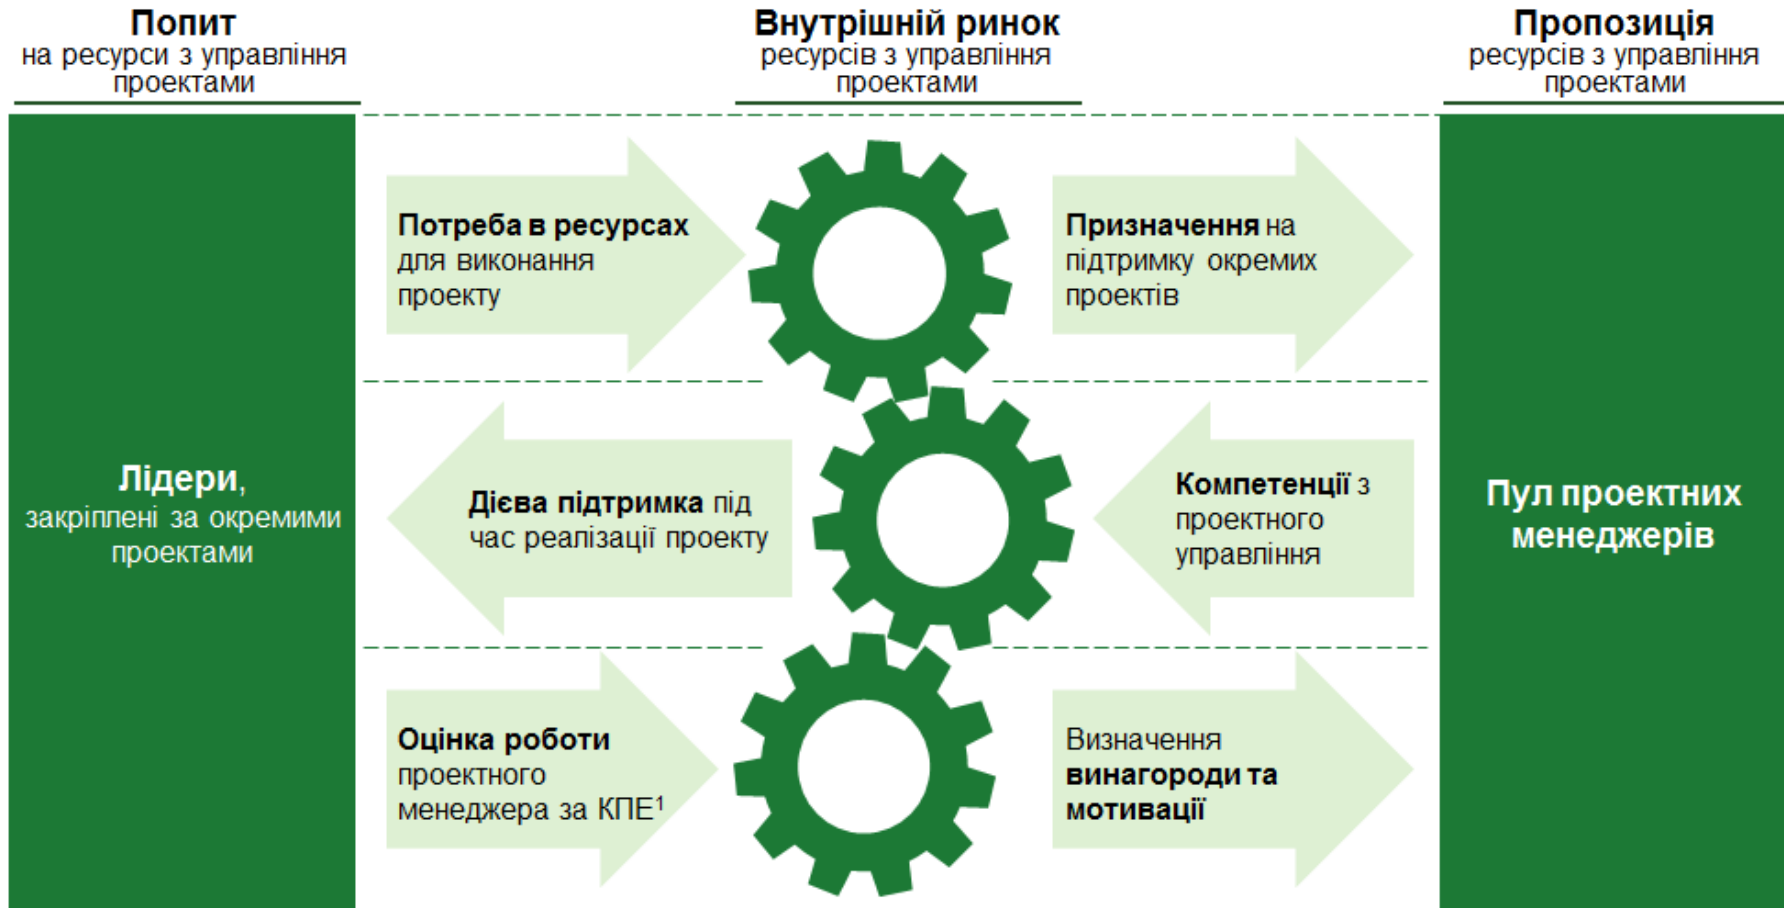 Попит
на ресурси з управління
проектами
Внутрішній ринок
ресурсів з управління
проектами
Пропозиція
ресурсів з управління
проектами
Потреба в ресурсах
для виконання
проекту
Призначення на
підтримку окремих
проектів
Лідери,
закріплені за окремими
проектами
Дієва підтримка під
час реалізації проекту
Компетенції з
проектного
управління
Пул проектних
менеджерів
Оцінка роботи
проектного
менеджера за КПЕ¹
Визначення
винагороди та
мотивації